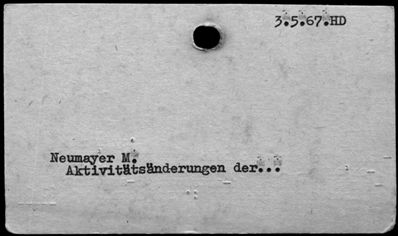 3.5.67.HD
Neumayer M.
Aktivitätsänderungen der...